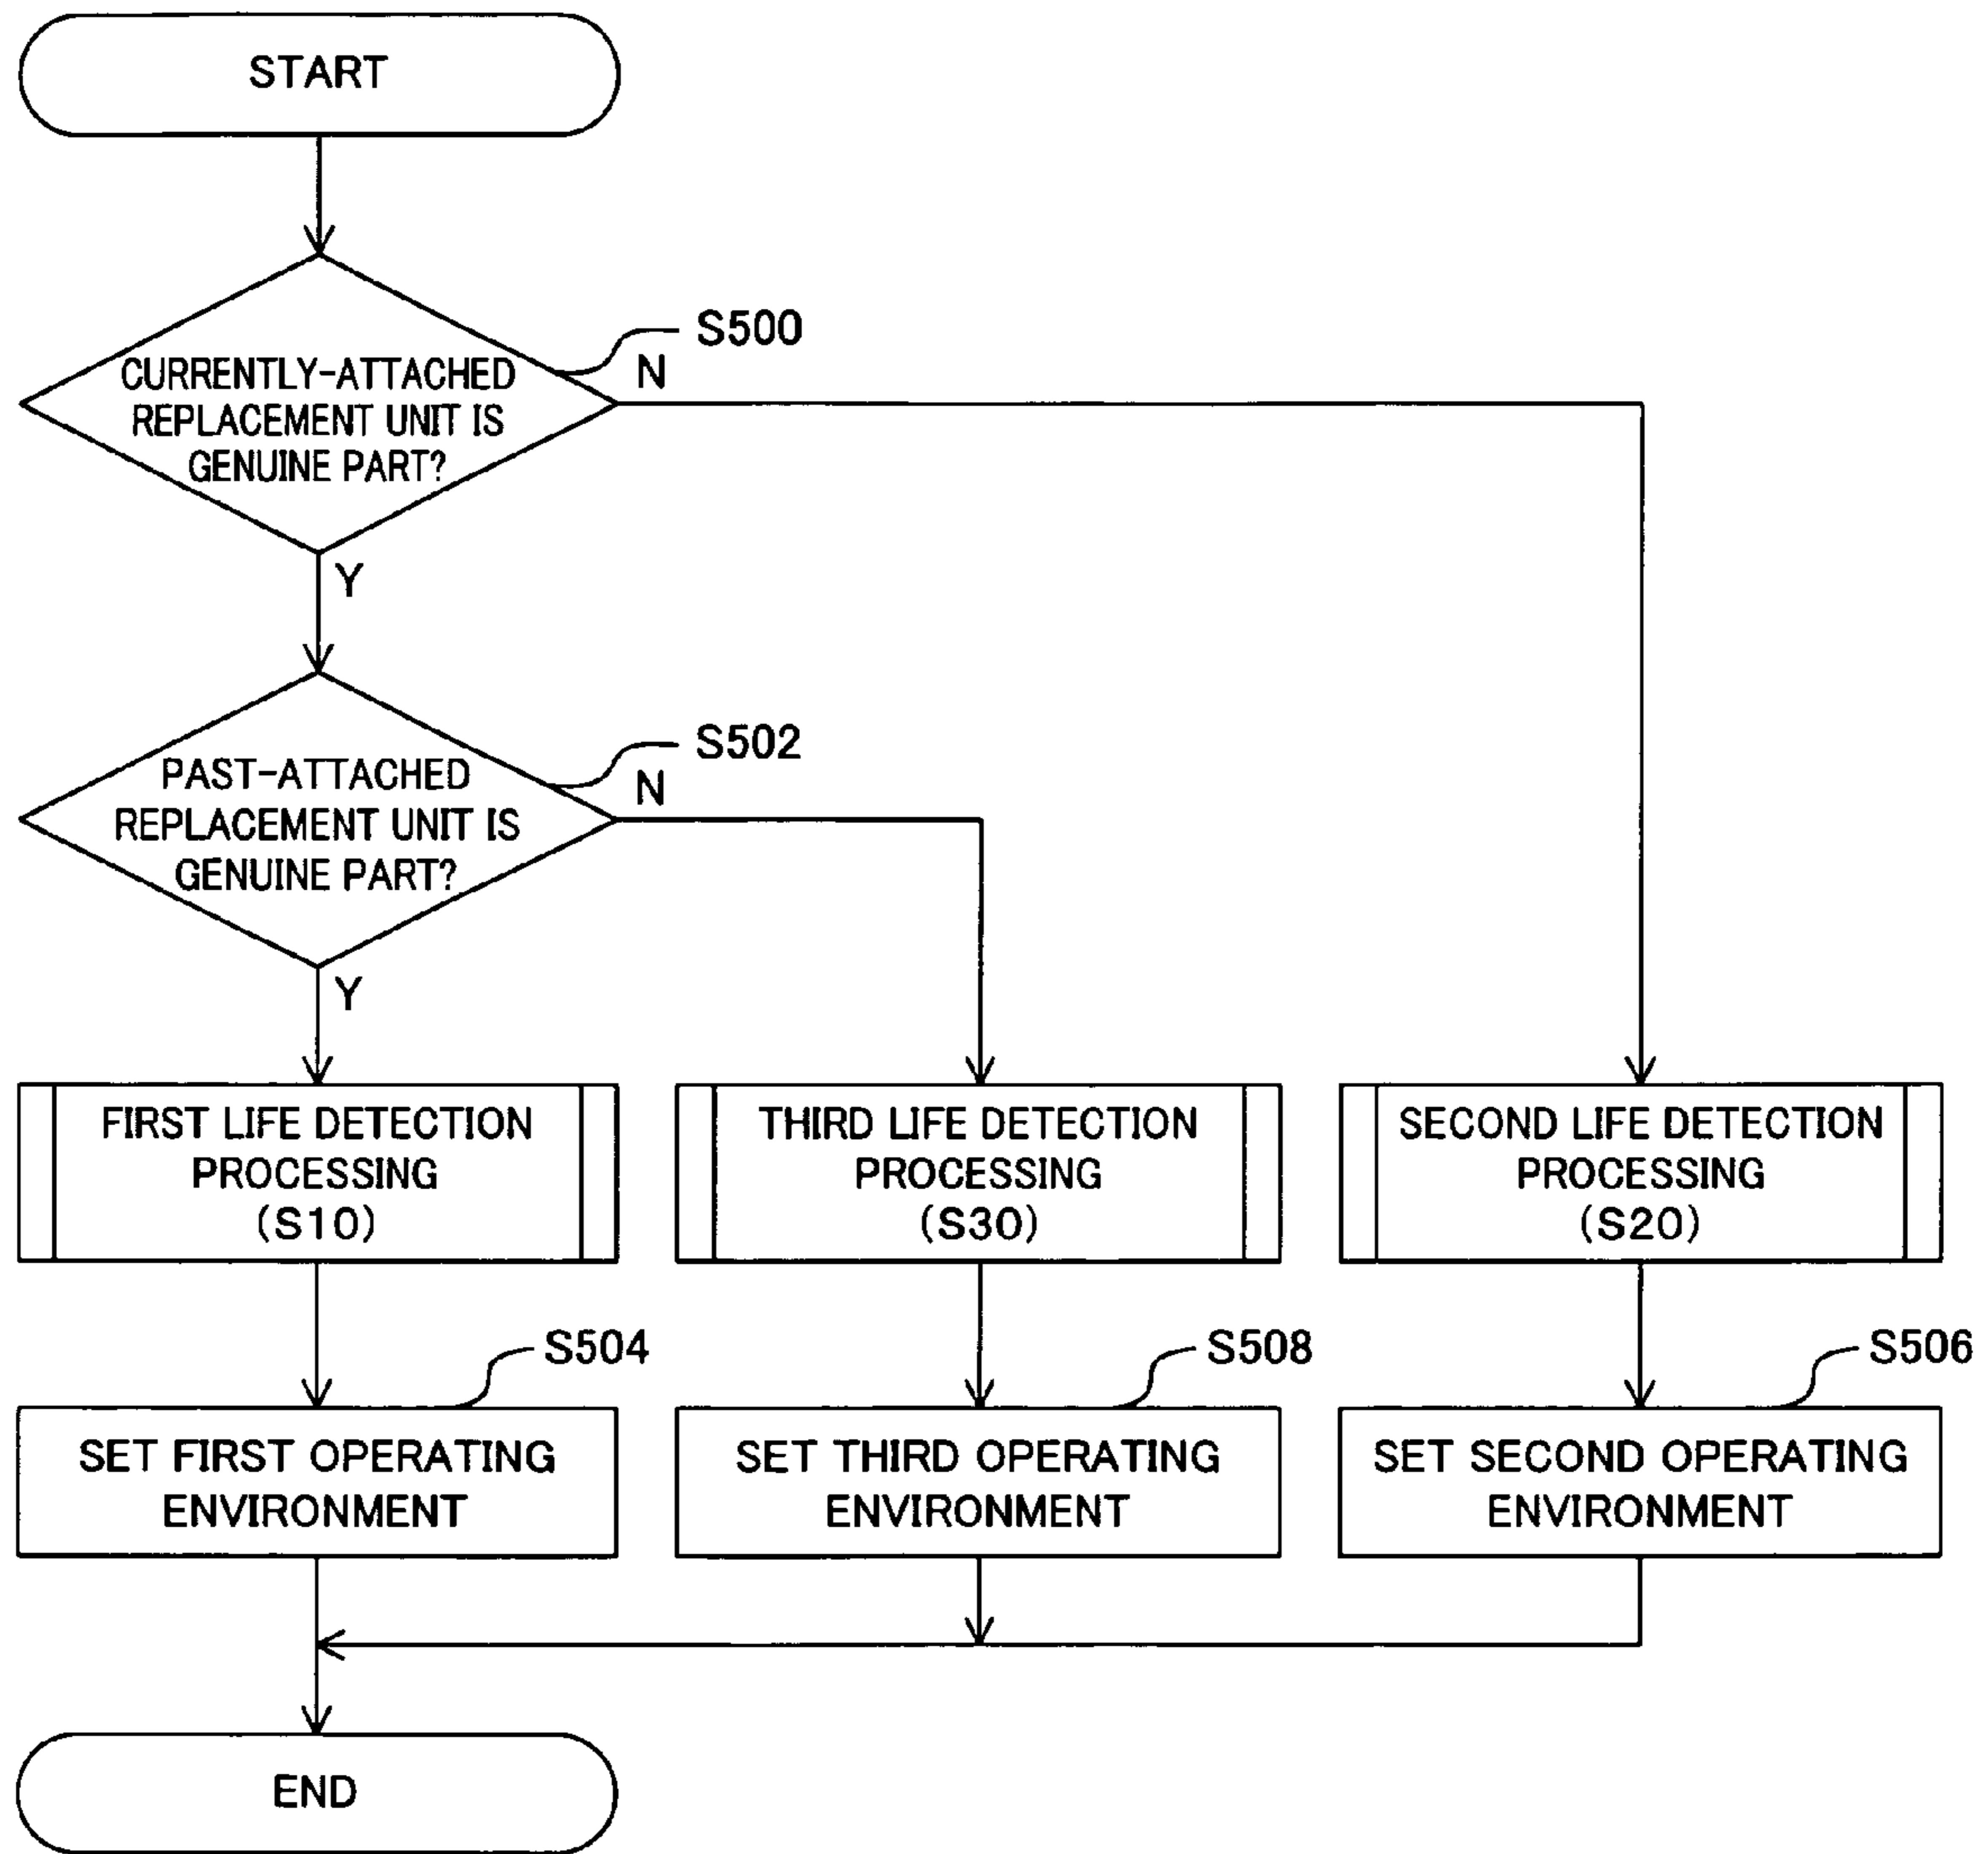 START
S500
CURRENTLY-ATTACHED
REPLACEMENT UNIT IS
GENUINE PART?
N
Y
S502
PAST-ATTACHED
REPLACEMENT UNIT IS
GENUINE PART?
N
Y
FIRST LIFE DETECTION
PROCESSING
(S10)
THIRD LIFE DETECTION
PROCESSING
(S30)
SECOND LIFE DETECTION
PROCESSING
(S20)
S504
SET FIRST OPERATING
ENVIRONMENT
S508
SET THIRD OPERATING
ENVIRONMENT
S506
SET SECOND OPERATING
ENVIRONMENT
END